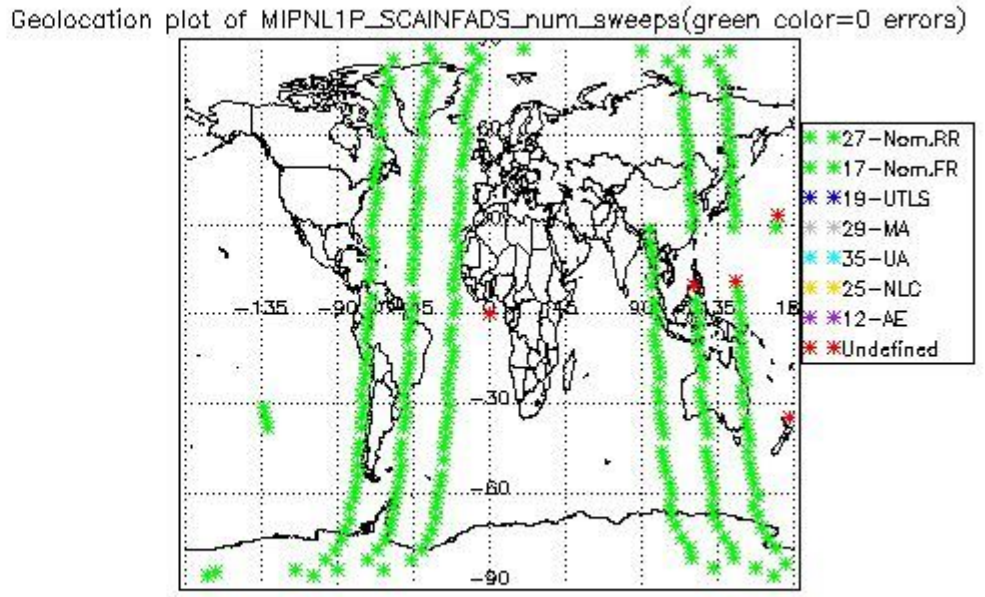 Geolocation plot of MIPNL1P_SCAINFADS_num_sweeps(green color=0 errors)
27-Nom.RR
17-Nom.FR
19-UTLS
29-MA
35-UA
25-NLC
12-AE
Undefined
60
-135 -90 45 90 135
-30
-60
-90